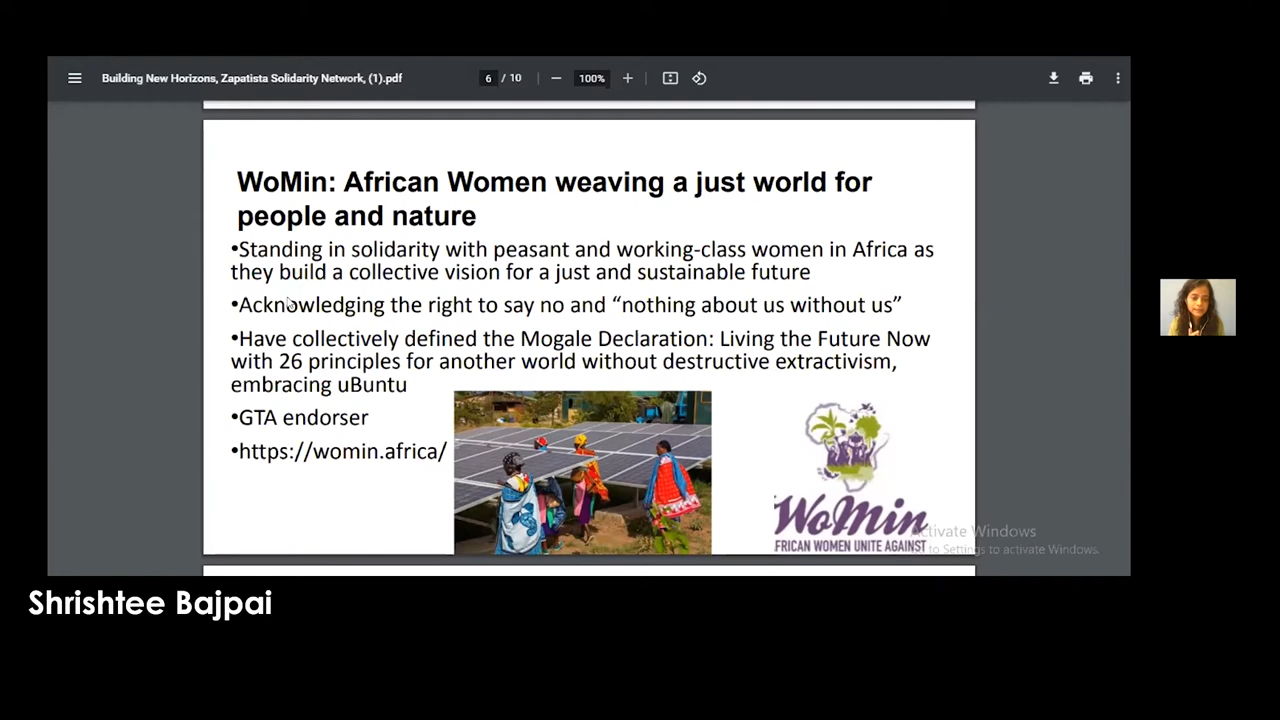 Building New Horizons, Zapatista Solidarity Network, (1).pdf
6 / 10
100%
WoMin: African Women weaving a just world for
people and nature
•Standing in solidarity with peasant and working-class women in Africa as
they build a collective vision for a just and sustainable future
•Acknowledging the right to say no and “nothing about us without us”
•Have collectively defined the Mogale Declaration: Living the Future Now
with 26 principles for another world without destructive extractivism,
embracing uBuntu
•GTA endorser
•https://womin.africa/
WoMin
FRICAN WOMEN UNITE AGAINST
Activate Windows
to Settings to activate Windows.
Shrishtee Bajpai